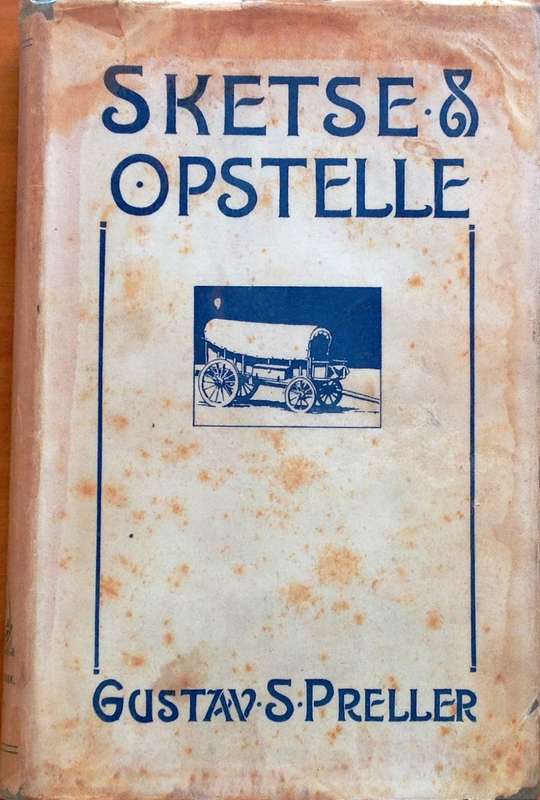 SKETSE · &
OPSTELLE
GUSTAV · S · PRELLER